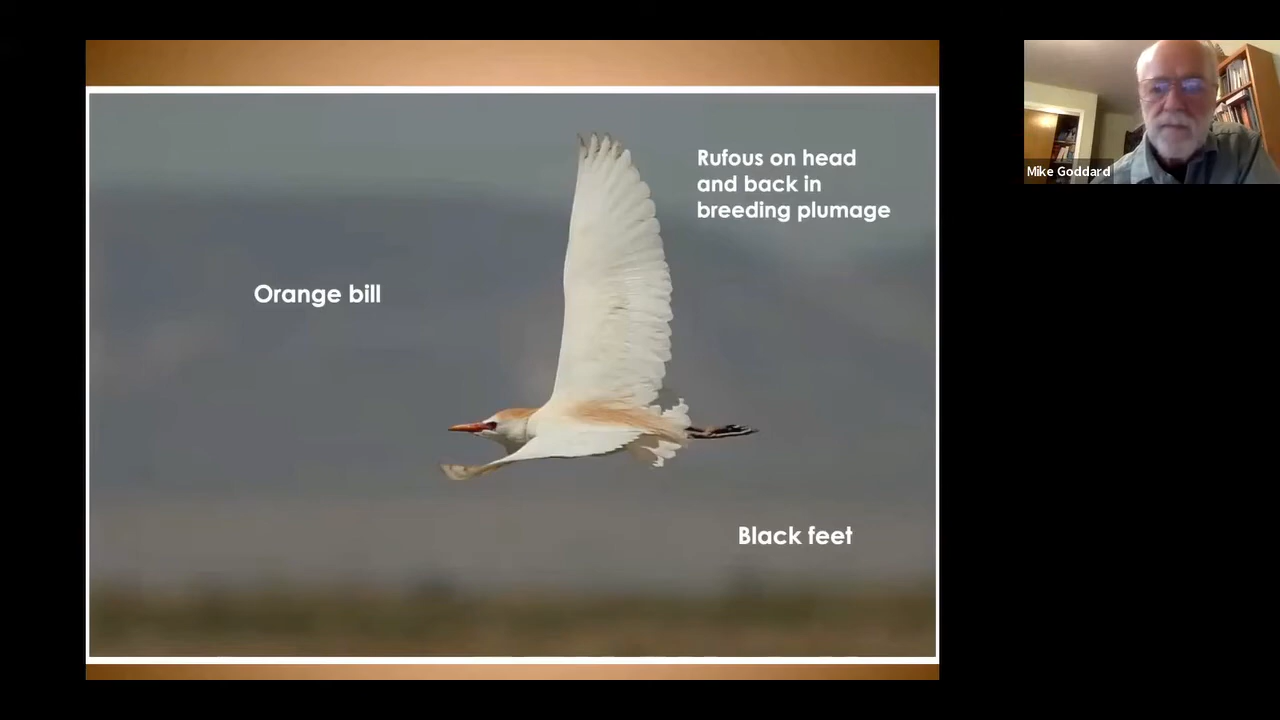 Rufous on head
and back in
breeding plumage
Orange bill
Black feet
Mike Goddard